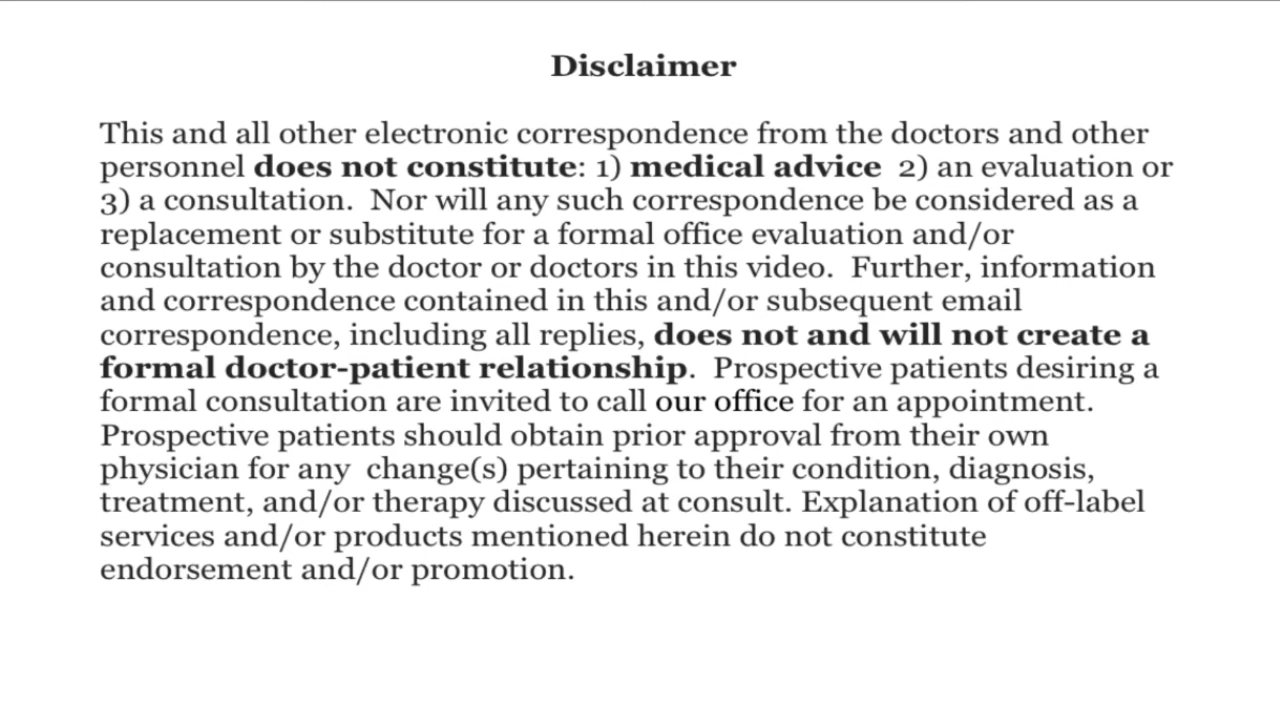 Disclaimer
This and all other electronic correspondence from the doctors and other
personnel does not constitute: 1) medical advice  2) an evaluation or
3) a consultation.  Nor will any such correspondence be considered as a
replacement or substitute for a formal office evaluation and/or
consultation by the doctor or doctors in this video.  Further, information
and correspondence contained in this and/or subsequent email
correspondence, including all replies, does not and will not create a
formal doctor-patient relationship.  Prospective patients desiring a
formal consultation are invited to call our office for an appointment.
Prospective patients should obtain prior approval from their own
physician for any  change(s) pertaining to their condition, diagnosis,
treatment, and/or therapy discussed at consult. Explanation of off-label
services and/or products mentioned herein do not constitute
endorsement and/or promotion.